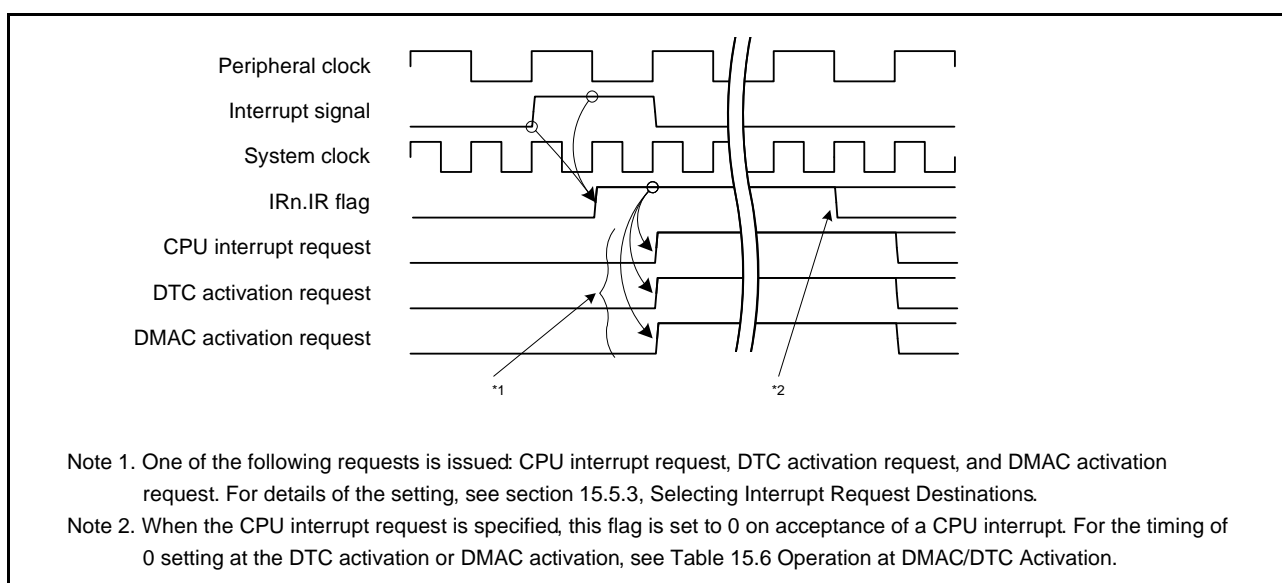 Peripheral clock
Interrupt signal
System clock
IRn.IR flag
CPU interrupt request
DTC activation request
DMAC activation request
*1
*2
Note 1. One of the following requests is issued: CPU interrupt request, DTC activation request, and DMAC activation
request. For details of the setting, see section 15.5.3, Selecting Interrupt Request Destinations.
Note 2. When the CPU interrupt request is specified, this flag is set to 0 on acceptance of a CPU interrupt. For the timing of
0 setting at the DTC activation or DMAC activation, see Table 15.6 Operation at DMAC/DTC Activation.